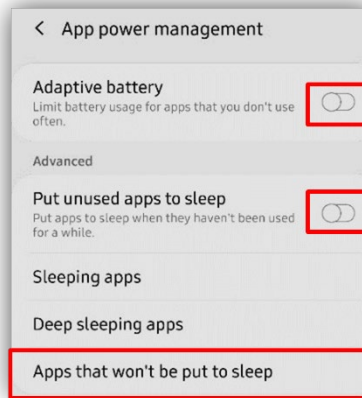 App power management
Adaptive battery
Limit battery usage for apps that you don't use
often.
Advanced
Put unused apps to sleep
Put apps to sleep when they haven't been used
for a while.
Sleeping apps
Deep sleeping apps
Apps that won't be put to sleep